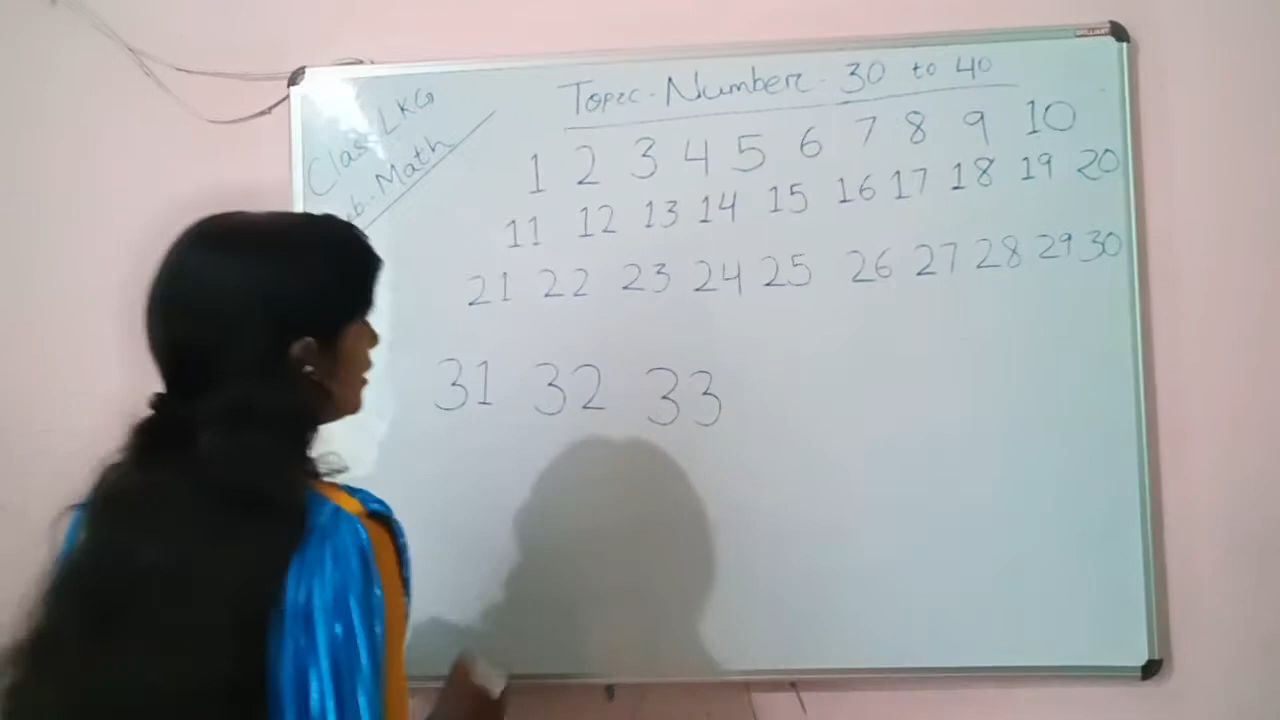 BRILLIANT
Class. LKG
Math
Topic. Number. 30 to 40
1 2 3 4 5 6 7 8 9 10
11 12 13 14 15 16 17 18 19 20
21 22 23 24 25 26 27 28 29 30
31 32 33